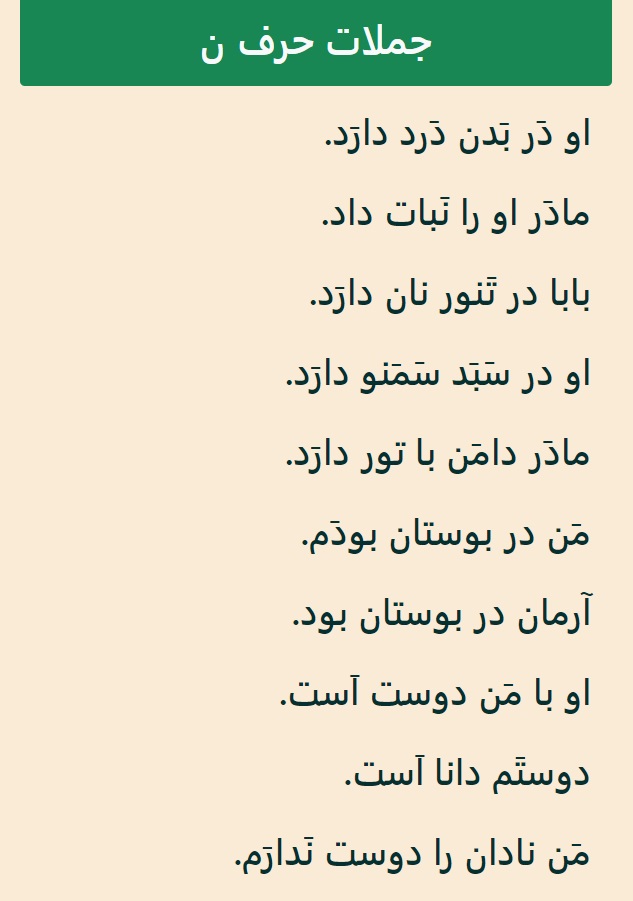 جملات حرف ن
او دَر بَدن دَرد دارَد.
مادَر او را نَبات داد.
بابا در تَنور نان دارَد.
او در سَبَد سَمَنو دارَد.
مادَر دامَن با تور دارَد.
مَن در بوستان بودَم.
آرمان در بوستان بود.
او با مَن دوست اَست.
دوستَم دانا اَست.
مَن نادان را دوست نَدارَم.